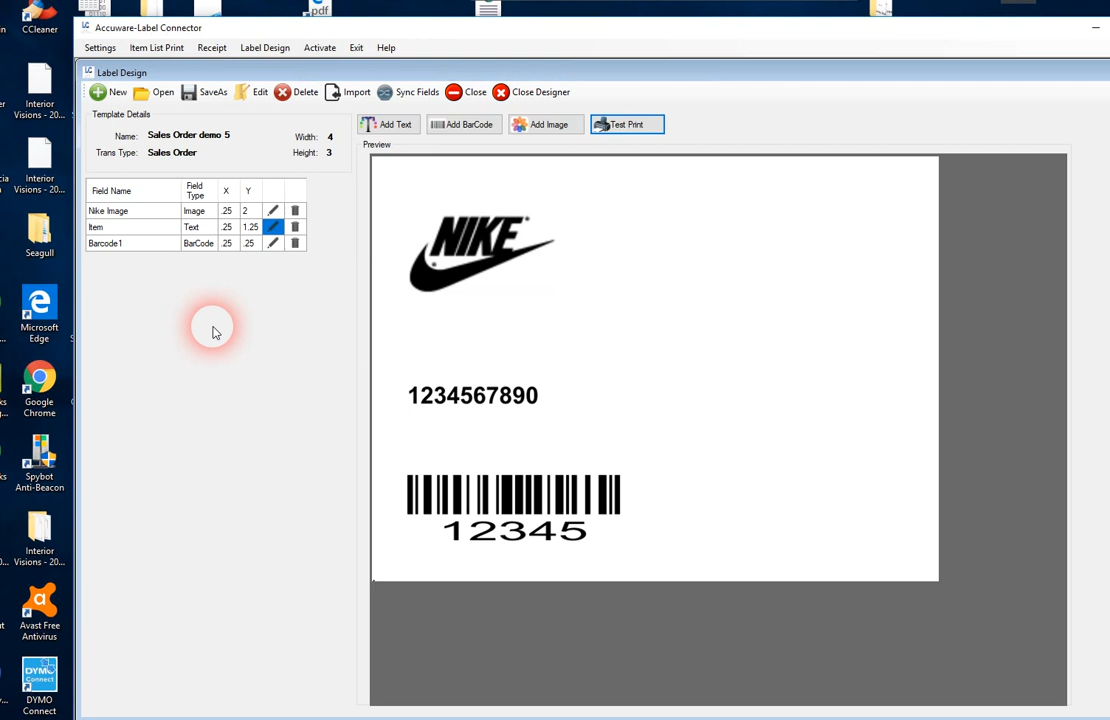 CCleaner
pdf
Accuware-Label Connector
Settings Item List Print Receipt Label Design Activate Exit Help
Label Design
New Open SaveAs Edit Delete Import Sync Fields Close Close Designer
Template Details
Name: Sales Order demo 5 Width: 4
Trans Type: Sales Order Height: 3
Add Text Add BarCode Add Image Test Print
Preview
Field Name Field Type X Y
Nike Image Image .25 2
Item Text .25 1.25
Barcode1 BarCode .25 .25
NIKE
1234567890
12345
Interior
Visions - 20...
Interior
Visions - 20...
Seagull
Microsoft
Edge
Google
Chrome
Spybot
Anti-Beacon
Interior
Visions - 20...
Avast Free
Antivirus
DYMO
Connect
DYMO
Connect